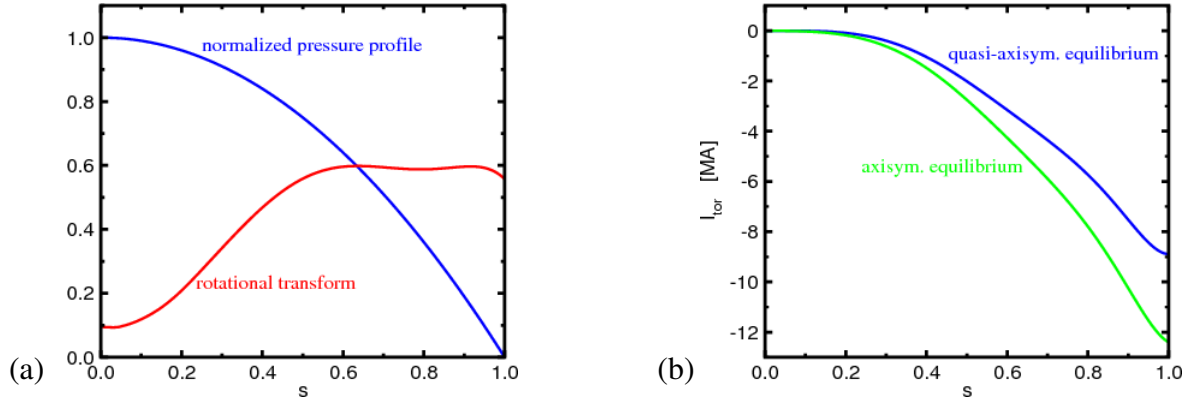 1.0
0.8
0.6
0.4
0.2
0.0
normalized pressure profile
rotational transform
0.0 0.2 0.4 0.6 0.8 1.0
s
(a)
0
-2
-4
-6
-8
-10
-12
I_tor [MA]
quasi-axisym. equilibrium
axisym. equilibrium
0.0 0.2 0.4 0.6 0.8 1.0
s
(b)